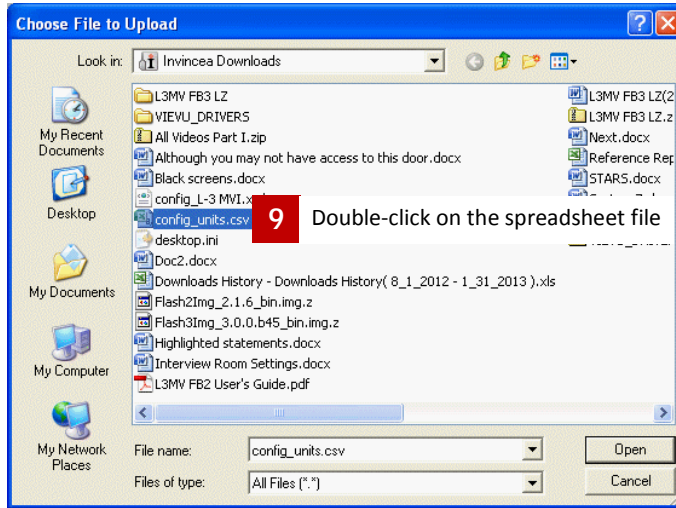 Choose File to Upload
Look in:
Invincea Downloads
My Recent
Documents
Desktop
My Documents
My Computer
My Network
Places
L3MV FB3 LZ
VIEVU_DRIVERS
All Videos Part I.zip
Although you may not have access to this door.docx
Black screens.docx
config_L-3 MVI.x
config_units.csv
desktop.ini
Doc2.docx
Downloads History - Downloads History( 8_1_2012 - 1_31_2013 ).xls
Flash2Img_2.1.6_bin.img.z
Flash3Img_3.0.0.b45_bin.img.z
Highlighted statements.docx
Interview Room Settings.docx
L3MV FB2 User's Guide.pdf
L3MV FB3 LZ(2
L3MV FB3 LZ.z
Next.docx
Reference Rep
STARS.docx
9 Double-click on the spreadsheet file
File name:
config_units.csv
Open
Files of type:
All Files (*.*)
Cancel